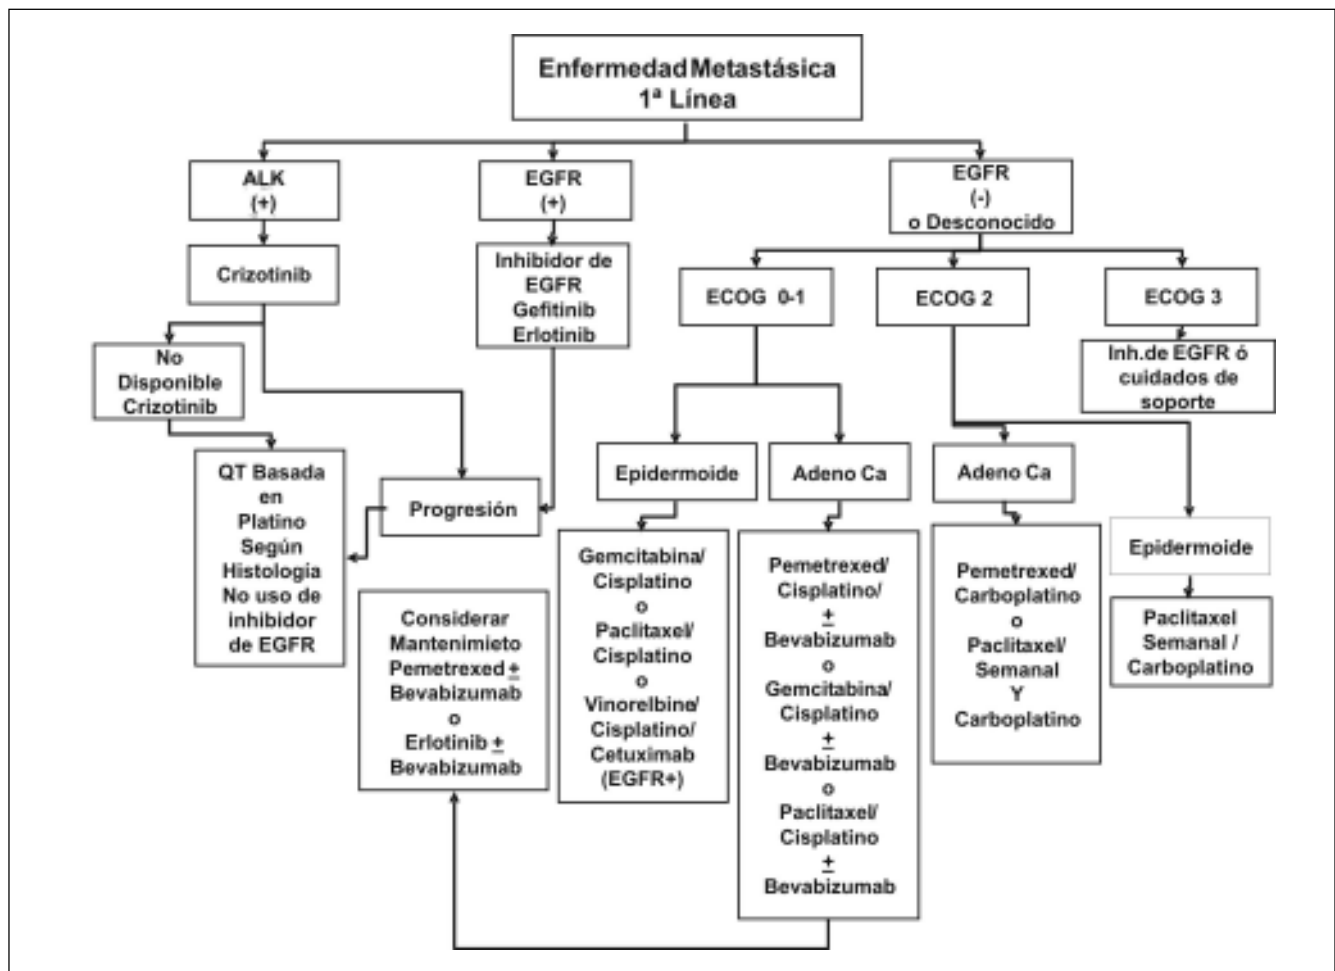 Enfermedad Metastásica
1ª Línea
ALK
(+)
EGFR
(+)
EGFR
(-)
o Desconocido
Crizotinib
Inhibidor de
EGFR
Gefitinib
Erlotinib
ECOG 0-1
ECOG 2
ECOG 3
No
Disponible
Crizotinib
Inh.de EGFR ó
cuidados de
soporte
QT Basada
en
Platino
Según
Histología
No uso de
inhibidor
de EGFR
Progresión
Epidermoide
Adeno Ca
Adeno Ca
Epidermoide
Considerar
Mantenimieto
Pemetrexed ±
Bevabizumab
o
Erlotinib ±
Bevabizumab
Gemcitabina/
Cisplatino
o
Paclitaxel/
Cisplatino
o
Vinorelbine/
Cisplatino/
Cetuximab
(EGFR+)
Pemetrexed/
Cisplatino/
±
Bevabizumab
o
Gemcitabina/
Cisplatino
±
Bevabizumab
o
Paclitaxel/
Cisplatino
±
Bevabizumab
Pemetrexed/
Carboplatino
o
Paclitaxel/
Semanal
Y
Carboplatino
Paclitaxel
Semanal /
Carboplatino